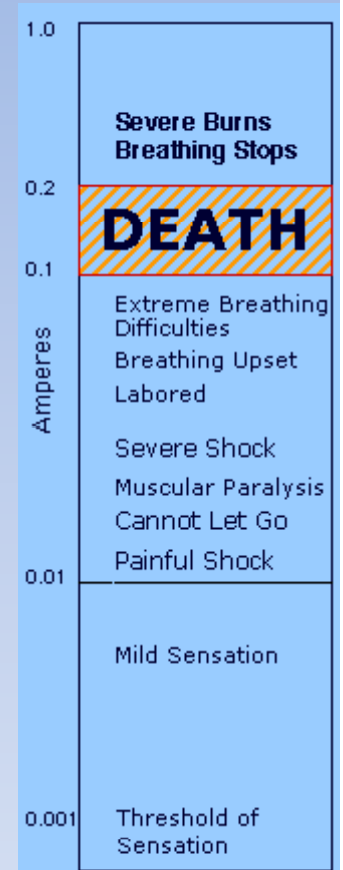 1.0
Severe Burns
Breathing Stops
0.2
DEATH
0.1
Extreme Breathing
Difficulties
Breathing Upset
Labored
Amperes
Severe Shock
Muscular Paralysis
Cannot Let Go
Painful Shock
0.01
Mild Sensation
0.001
Threshold of
Sensation